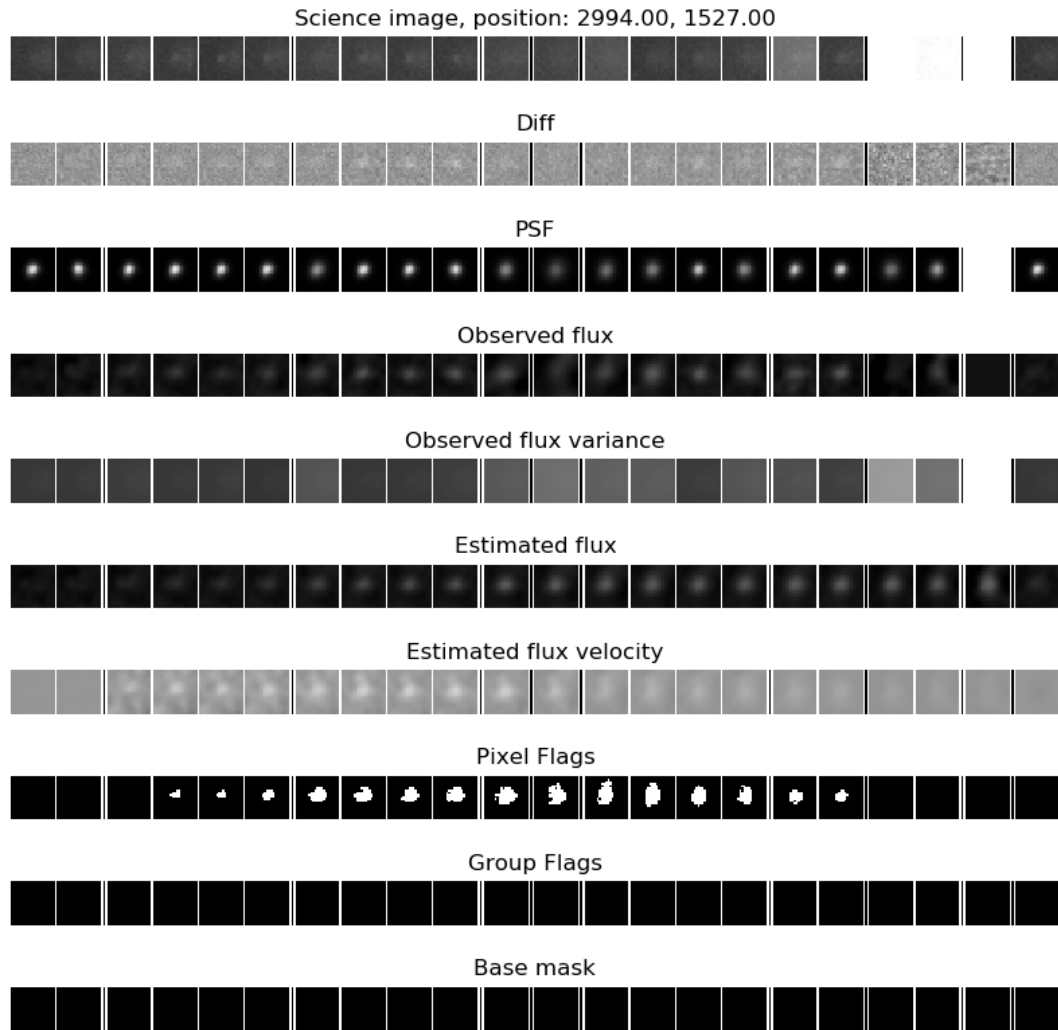 Science image, position: 2994.00, 1527.00
Diff
PSF
Observed flux
Observed flux variance
Estimated flux
Estimated flux velocity
Pixel Flags
Group Flags
Base mask